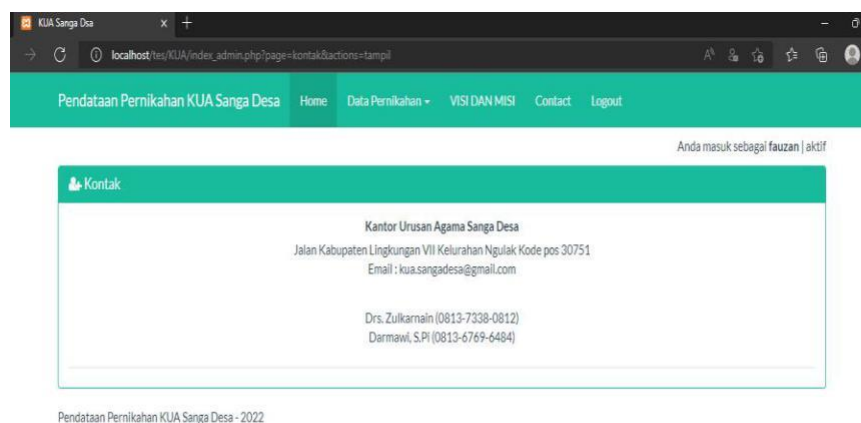 KUA Sanga Dsa
localhost/tes/KUA/index_admin.php?page=kontak&actions=tampil
Pendataan Pernikahan KUA Sanga Desa Home Data Pernikahan VISI DAN MISI Contact Logout
Anda masuk sebagai fauzan | aktif
Kontak
Kantor Urusan Agama Sanga Desa
Jalan Kabupaten Lingkungan VII Kelurahan Ngulak Kode pos 30751
Email : kua.sangadesa@gmail.com
Drs. Zulkarnain (0813-7338-0812)
Darmawi, S.Pi (0813-6769-6484)
Pendataan Pernikahan KUA Sanga Desa - 2022